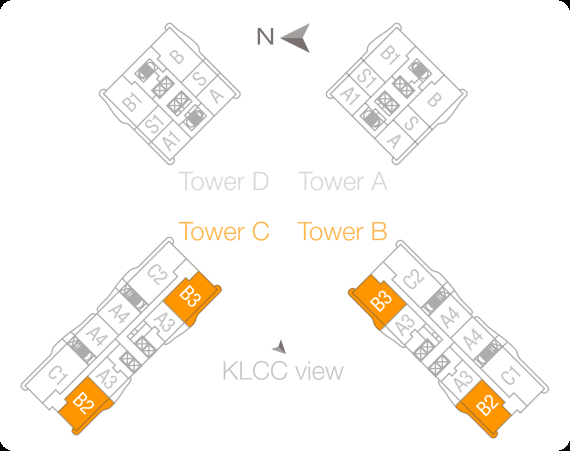 N
B
S
A
B1
S1
A1
B1
S1
A1
B
S
A
Tower D
Tower A
Tower C
Tower B
C2
B3
A4
A3
A4
C1
A3
B2
C2
B3
A4
A3
A4
C1
A3
B2
KLCC view